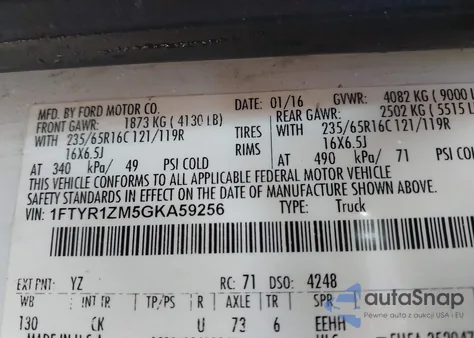 MFD. BY FORD MOTOR CO. DATE: 01/16 GVWR: 4082 KG (9000 L
FRONT GAWR: 1873 KG (4130 LB) REAR GAWR: 2502 KG (5515 L
WITH 235/65R16C 121/119R TIRES WITH 235/65R16C 121/119R
16X6.5J RIMS 16X6.5J
AT 340 kPa/ 49 PSI COLD AT 490 kPa/ 71 PSI COLD
THIS VEHICLE CONFORMS TO ALL APPLICABLE FEDERAL MOTOR VEHICLE
SAFETY STANDARDS IN EFFECT ON THE DATE OF MANUFACTURE SHOWN ABOVE.
VIN: 1FTYR1ZM5GKA59256 TYPE: Truck
EXT PNT: YZ RC: 71 DSO: 4248
WB INT TR TP/PS R AXLE TR SPR
130 CK U 73 6 EEHH
autoSnap
Buy a auto z aukcji USA i EU